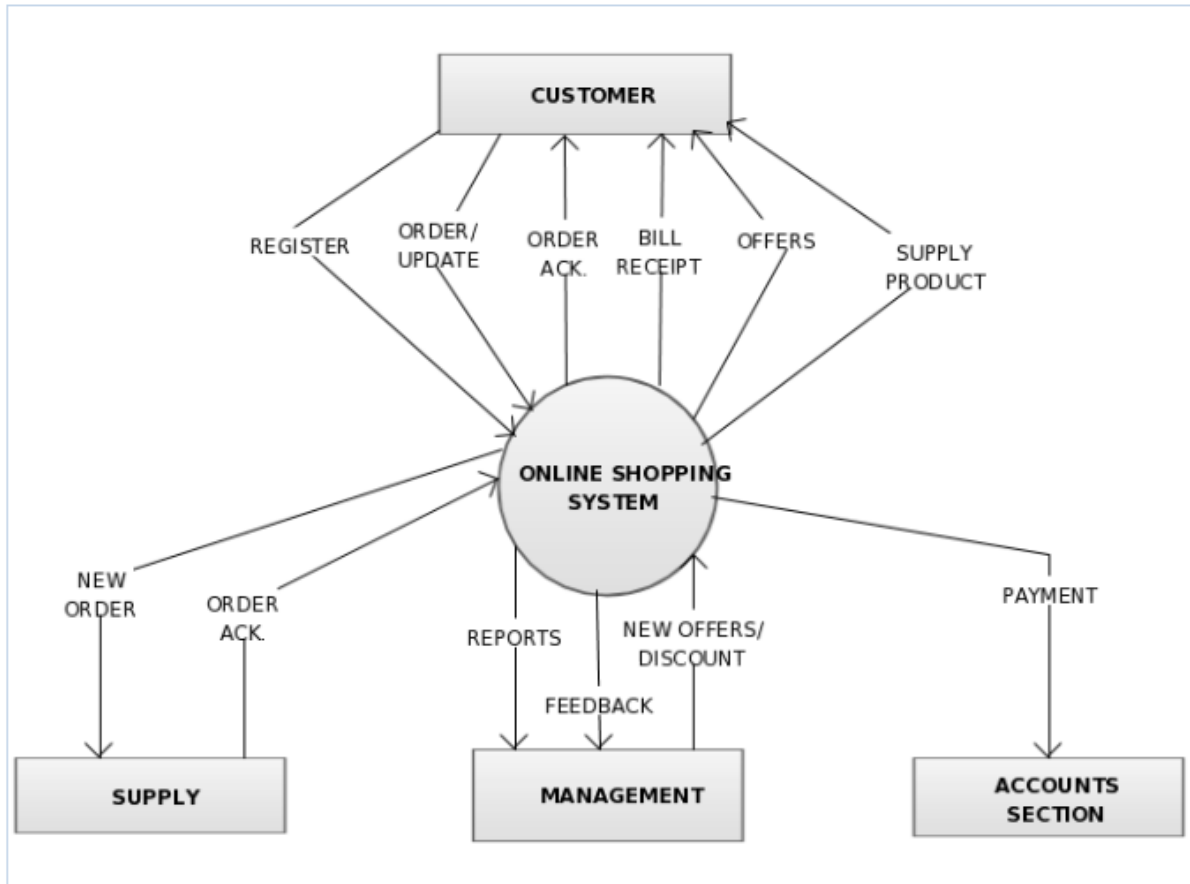 CUSTOMER
REGISTER
ORDER/
UPDATE
ORDER
ACK.
BILL
RECEIPT
OFFERS
SUPPLY
PRODUCT
ONLINE SHOPPING
SYSTEM
NEW
ORDER
ORDER
ACK.
REPORTS
FEEDBACK
NEW OFFERS/
DISCOUNT
PAYMENT
SUPPLY
MANAGEMENT
ACCOUNTS
SECTION